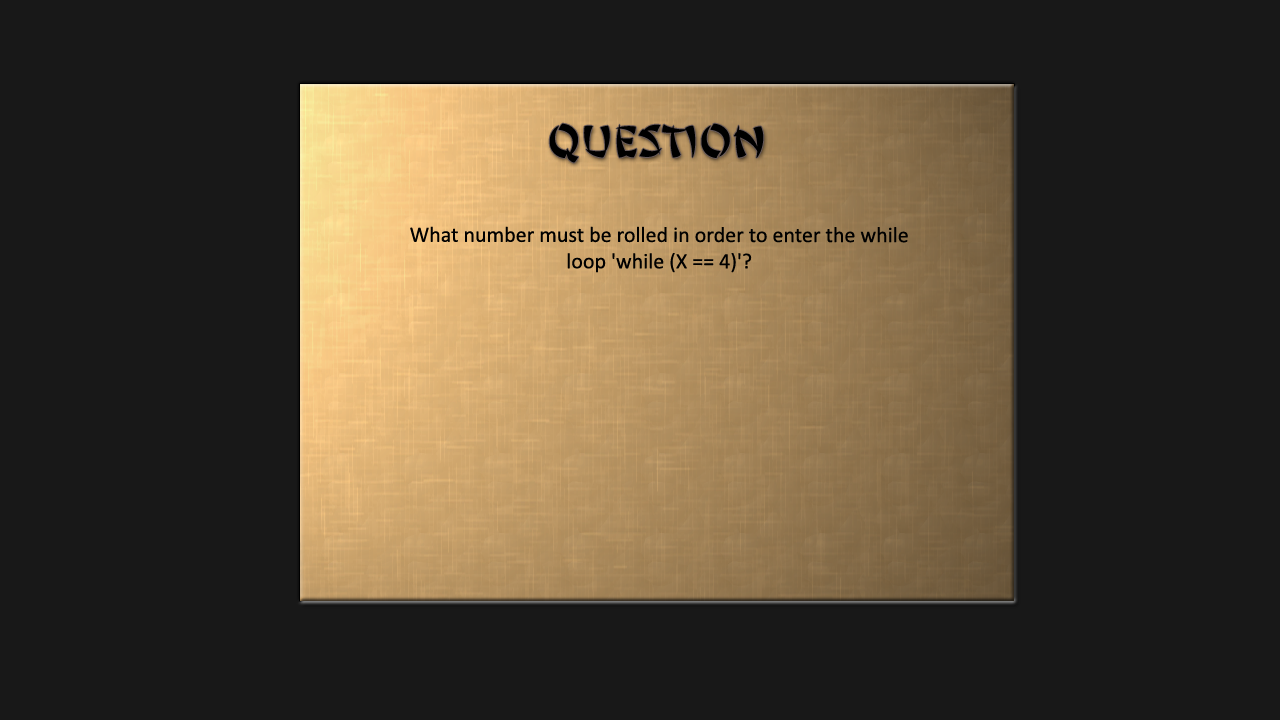 QUESTION
What number must be rolled in order to enter the while
loop 'while (X == 4)'?